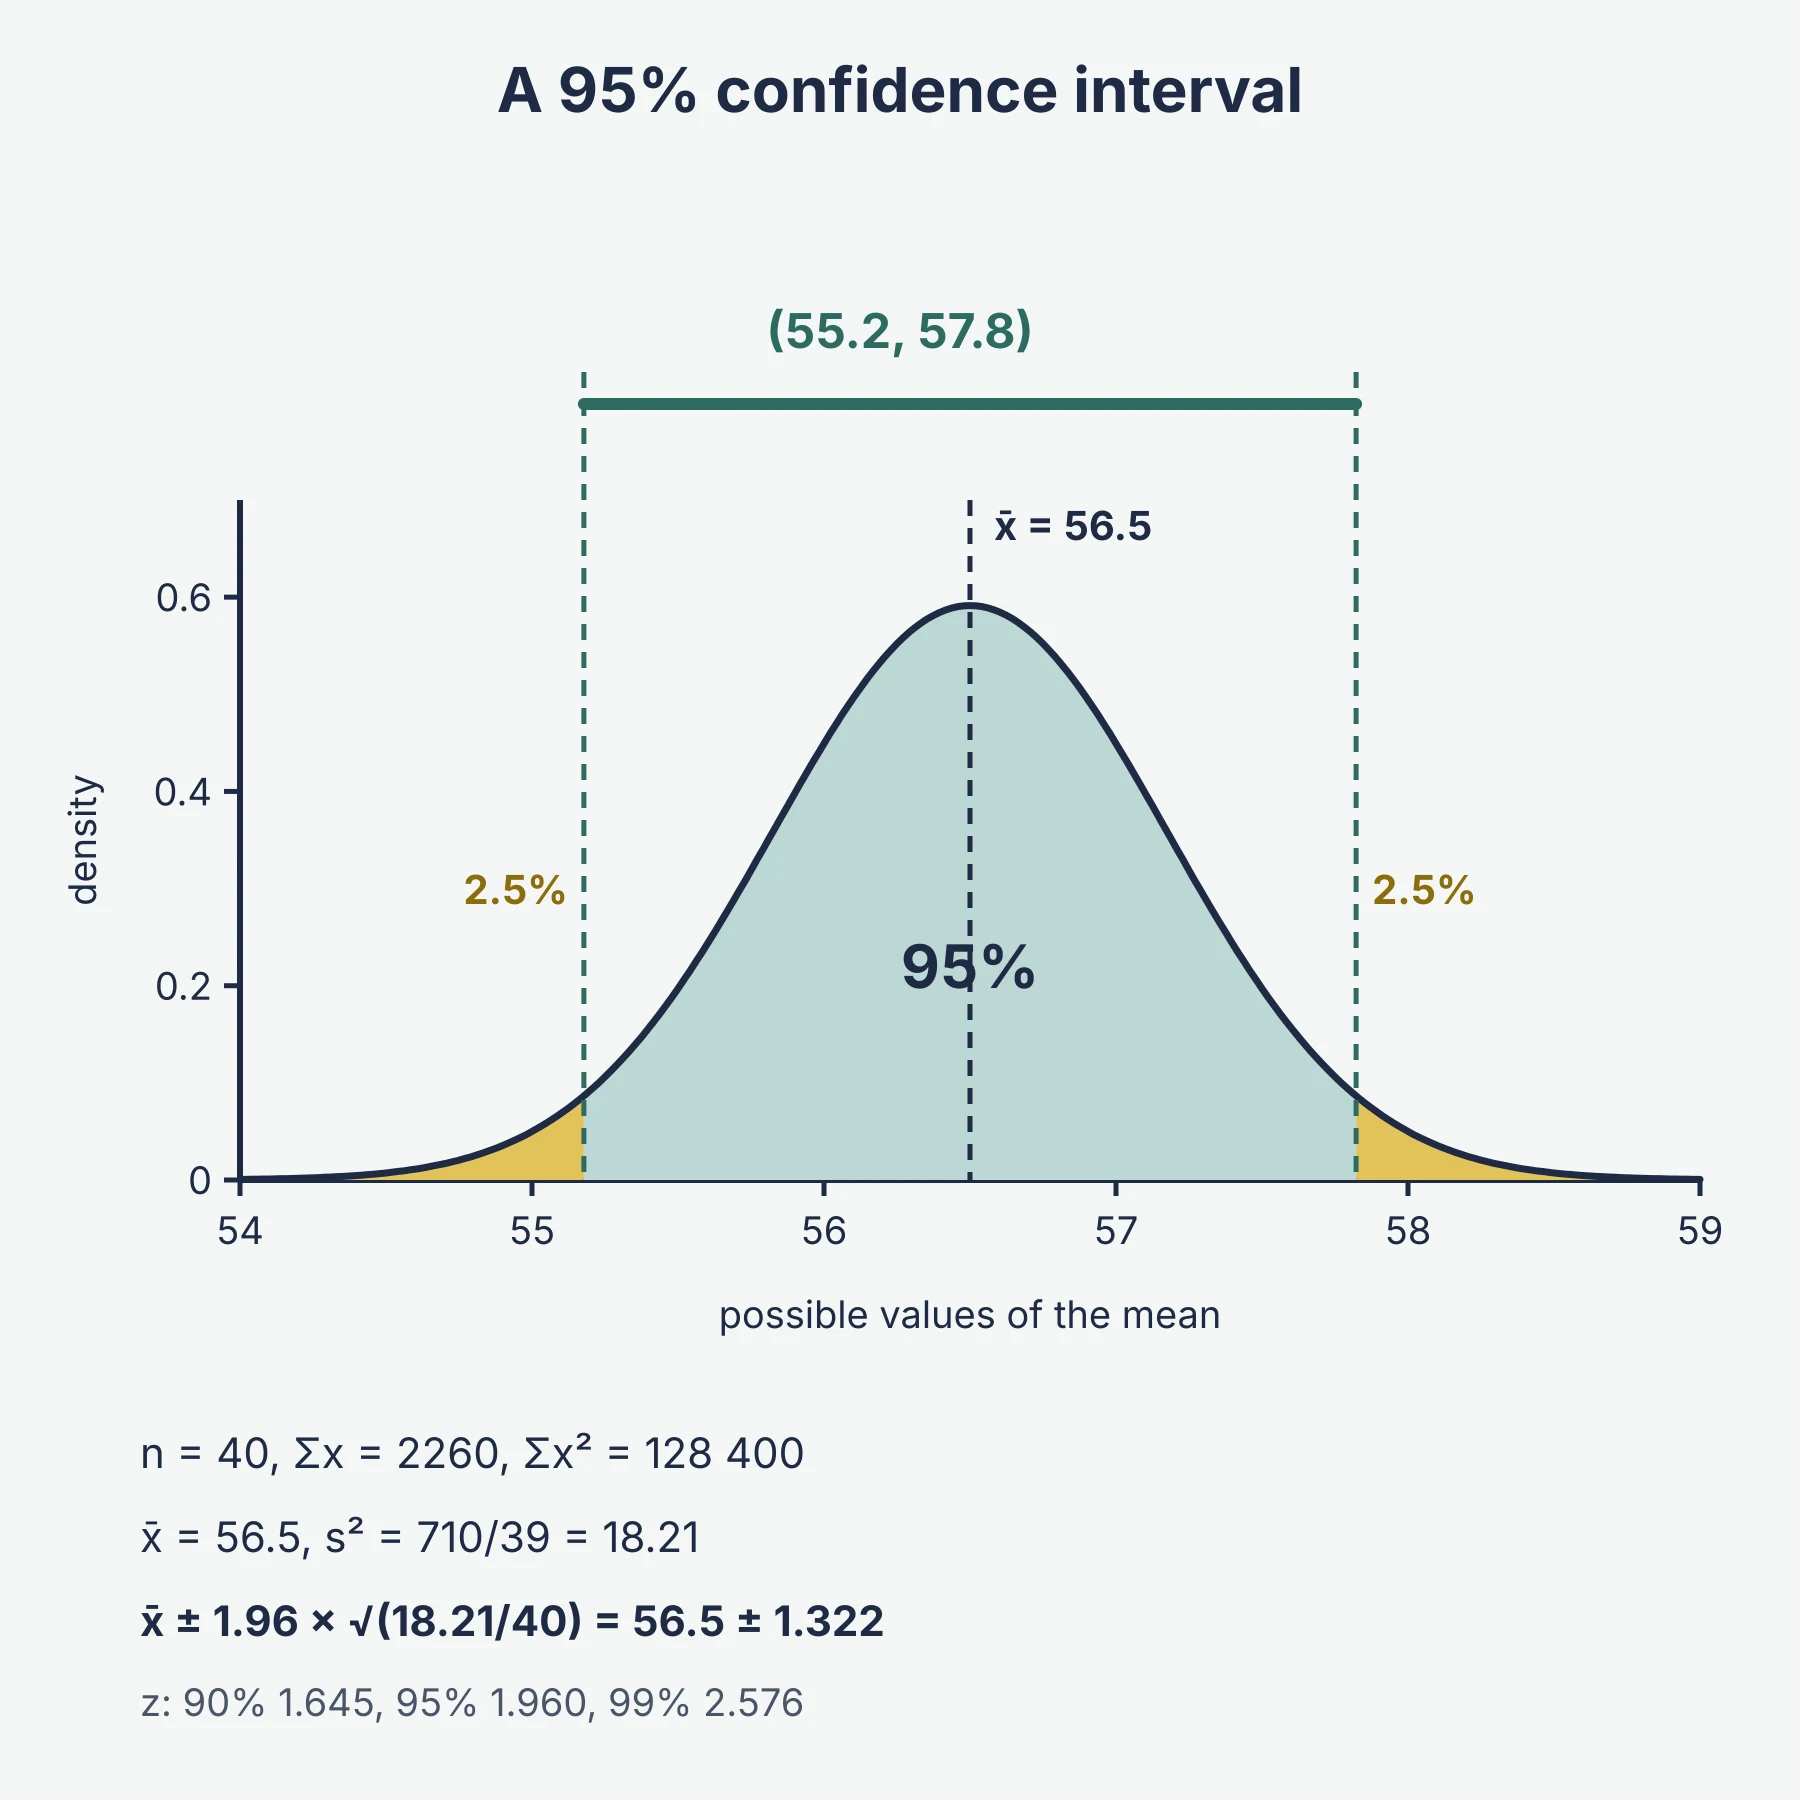 A 95% confidence interval
(55.2, 57.8)
x̄ = 56.5
0.6
0.4
density
2.5%
2.5%
95%
0.2
0
54
55
56
57
58
59
possible values of the mean
n = 40, Σx = 2260, Σx² = 128 400
x̄ = 56.5, s² = 710/39 = 18.21
x̄ ± 1.96 × √(18.21/40) = 56.5 ± 1.322
z: 90% 1.645, 95% 1.960, 99% 2.576